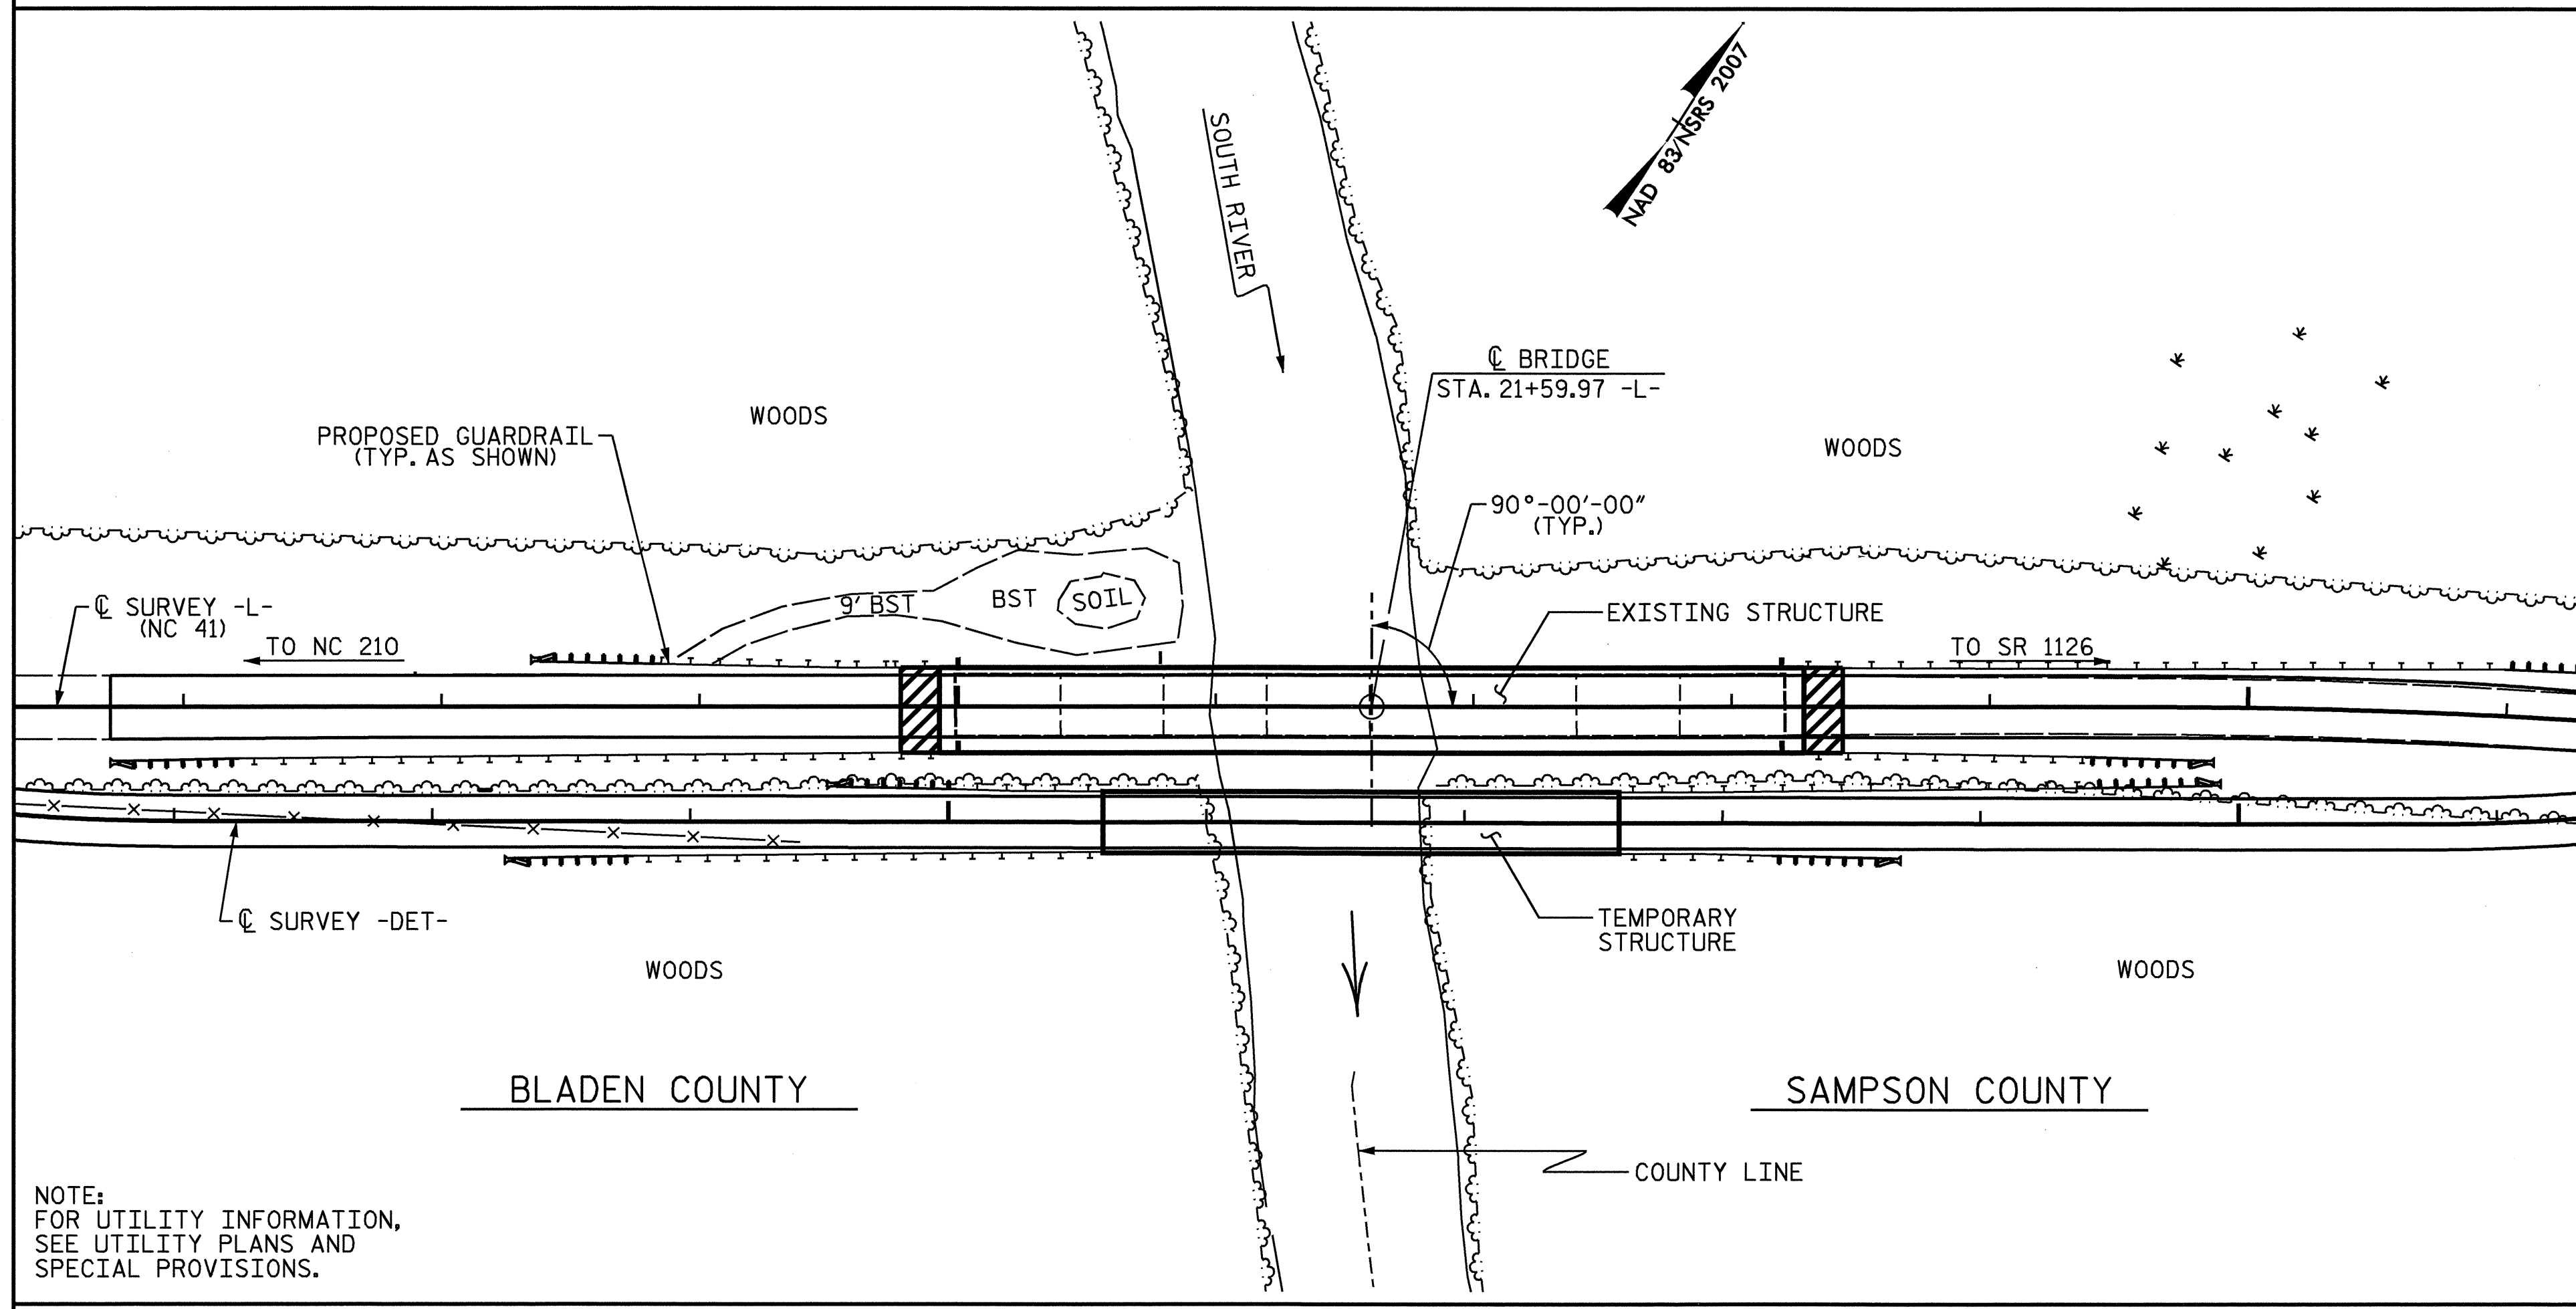 NAD 83/NSRS 2007
SOUTH RIVER
℄ BRIDGE
STA. 21+59.97 -L-
WOODS
PROPOSED GUARDRAIL
(TYP. AS SHOWN)
WOODS
90°-00'-00"
(TYP.)
9' BST
BST
SOIL
℄ SURVEY -L-
(NC 41)
TO NC 210
EXISTING STRUCTURE
TO SR 1126
℄ SURVEY -DET-
TEMPORARY
STRUCTURE
WOODS
WOODS
BLADEN COUNTY
SAMPSON COUNTY
COUNTY LINE
NOTE:
FOR UTILITY INFORMATION,
SEE UTILITY PLANS AND
SPECIAL PROVISIONS.